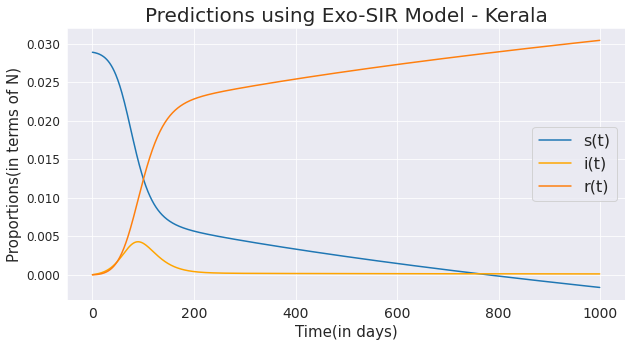 Predictions using Exo-SIR Model - Kerala
Proportions(in terms of N)
0.030
0.025
0.020
0.015
0.010
0.005
0.000
s(t)
i(t)
r(t)
0 200 400 600 800 1000
Time(in days)